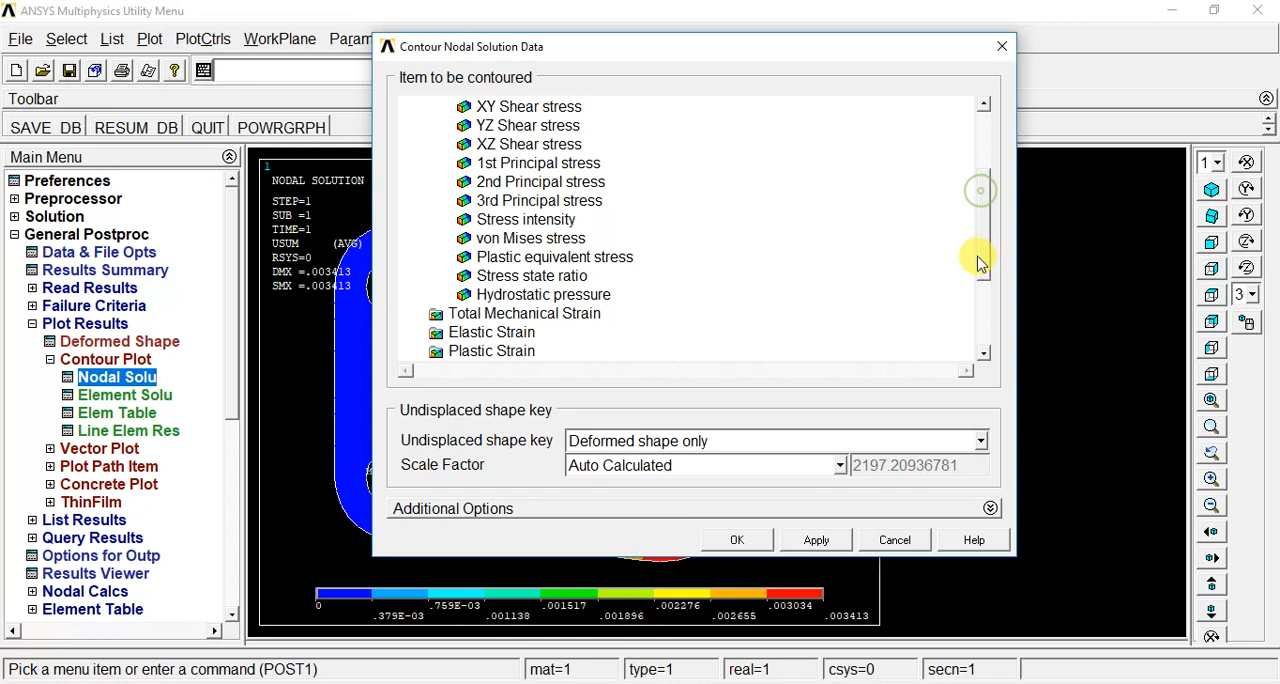 ANSYS Multiphysics Utility Menu
File Select List Plot PlotCtrls WorkPlane Param
Toolbar
SAVE_DB RESUM_DB QUIT POWRGRPH
Main Menu
Preferences
Preprocessor
Solution
General Postproc
Data & File Opts
Results Summary
Read Results
Failure Criteria
Plot Results
Deformed Shape
Contour Plot
Nodal Solu
Element Solu
Elem Table
Line Elem Res
Vector Plot
Plot Path Item
Concrete Plot
ThinFilm
List Results
Query Results
Options for Outp
Results Viewer
Nodal Calcs
Element Table
1
NODAL SOLUTION
STEP=1
SUB =1
TIME=1
USUM (AVG)
RSYS=0
DMX =.003413
SMX =.003413
Contour Nodal Solution Data
Item to be contoured
XY Shear stress
YZ Shear stress
XZ Shear stress
1st Principal stress
2nd Principal stress
3rd Principal stress
Stress intensity
von Mises stress
Plastic equivalent stress
Stress state ratio
Hydrostatic pressure
Total Mechanical Strain
Elastic Strain
Plastic Strain
Undisplaced shape key
Undisplaced shape key Deformed shape only
Scale Factor Auto Calculated 2197.20936781
Additional Options
OK Apply Cancel Help
0 .759E-03 .001517 .002276 .003034
.379E-03 .001138 .001896 .002655 .003413
1
3
Pick a menu item or enter a command (POST1) mat=1 type=1 real=1 csys=0 secn=1